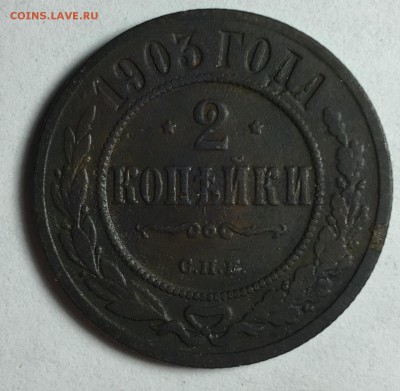 COINS.LAVE.RU
1903 ГОДА
* 2 *
КОПѢЙКИ
С.П.Б.